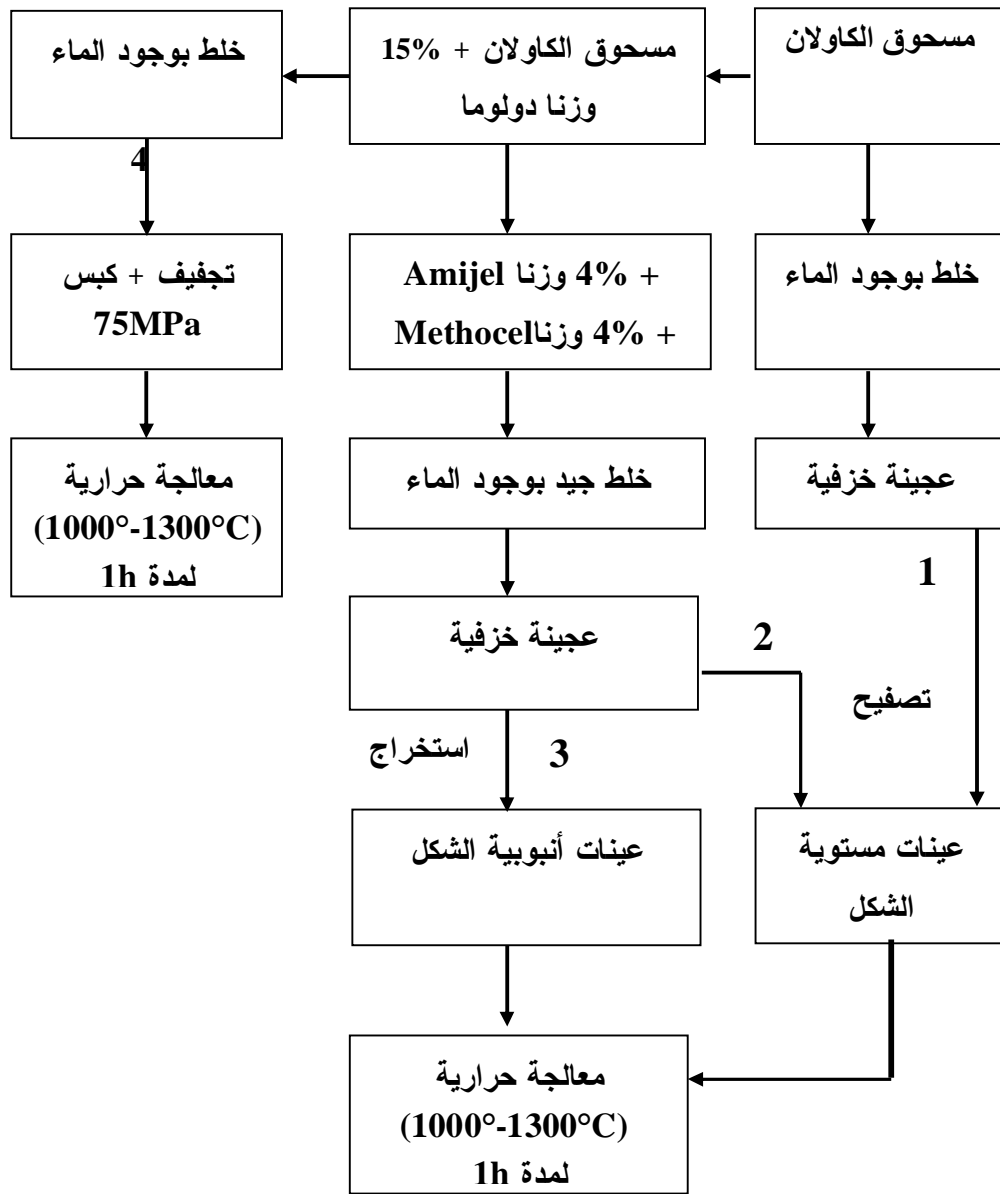 مسحوق الكاولان
مسحوق الكاولان + 15%
وزنا دولوما
خلط بوجود الماء
4
خلط بوجود الماء
+ 4% وزنا Amijel
+ 4% وزناMethocel
تجفيف + كبس
75MPa
عجينة خزفية
خلط جيد بوجود الماء
معالجة حرارية
(1000°-1300°C)
لمدة 1h
1
عجينة خزفية
2
تصفيح
استخراج
3
عينات مستوية
الشكل
عينات أنبوبية الشكل
معالجة حرارية
(1000°-1300°C)
لمدة 1h